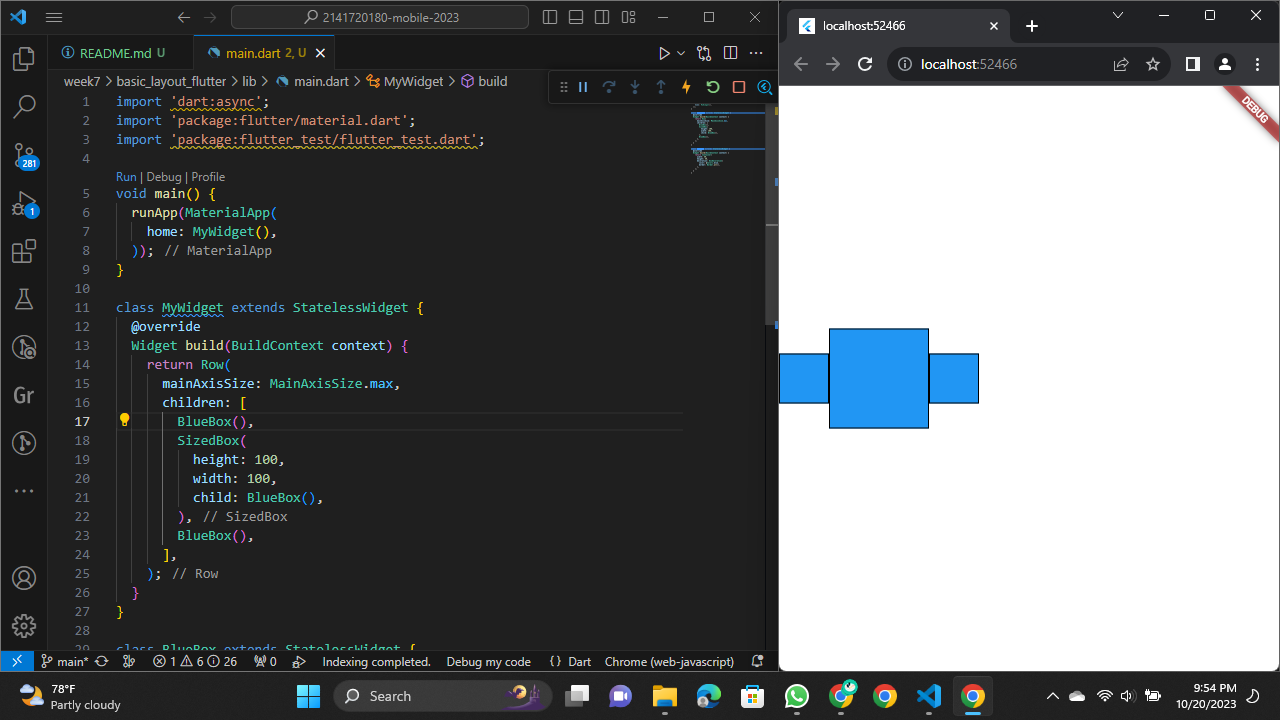 2141720180-mobile-2023
README.md U
main.dart 2, U
week7 > basic_layout_flutter > lib > main.dart > MyWidget > build
1 import 'dart:async';
2 import 'package:flutter/material.dart';
3 import 'package:flutter_test/flutter_test.dart';
4
Run | Debug | Profile
5 void main() {
6 runApp(MaterialApp(
7 home: MyWidget(),
8 )); // MaterialApp
9 }
10
11 class MyWidget extends StatelessWidget {
12 @override
13 Widget build(BuildContext context) {
14 return Row(
15 mainAxisSize: MainAxisSize.max,
16 children: [
17 BlueBox(),
18 SizedBox(
19 height: 100,
20 width: 100,
21 child: BlueBox(),
22 ), // SizedBox
23 BlueBox(),
24 ],
25 ); // Row
26 }
27 }
28
29 class BlueBox extends StatelessWidget {
281
1
Gr
main* 1 6 26 0 Indexing completed. Debug my code { } Dart Chrome (web-javascript)
localhost:52466
localhost:52466
DEBUG
78°F
Partly cloudy
Search
9:54 PM
10/20/2023